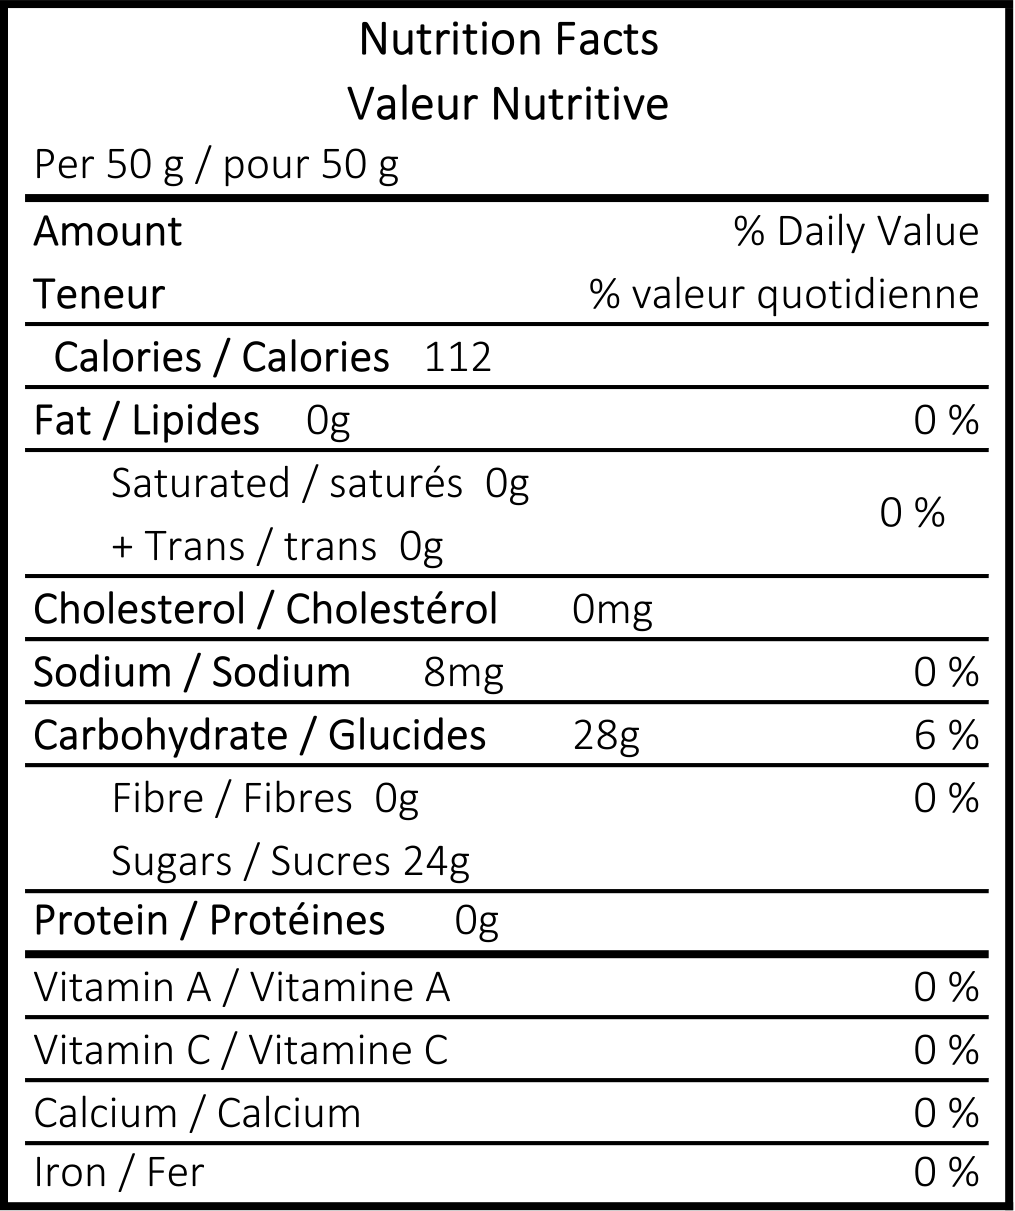 Nutrition Facts
Valeur Nutritive
Per 50 g / pour 50 g
Amount % Daily Value
Teneur % valeur quotidienne
Calories / Calories 112
Fat / Lipides 0g 0 %
Saturated / saturés 0g
0 %
+ Trans / trans 0g
Cholesterol / Cholestérol 0mg
Sodium / Sodium 8mg 0 %
Carbohydrate / Glucides 28g 6 %
Fibre / Fibres 0g 0 %
Sugars / Sucres 24g
Protein / Protéines 0g
Vitamin A / Vitamine A 0 %
Vitamin C / Vitamine C 0 %
Calcium / Calcium 0 %
Iron / Fer 0 %